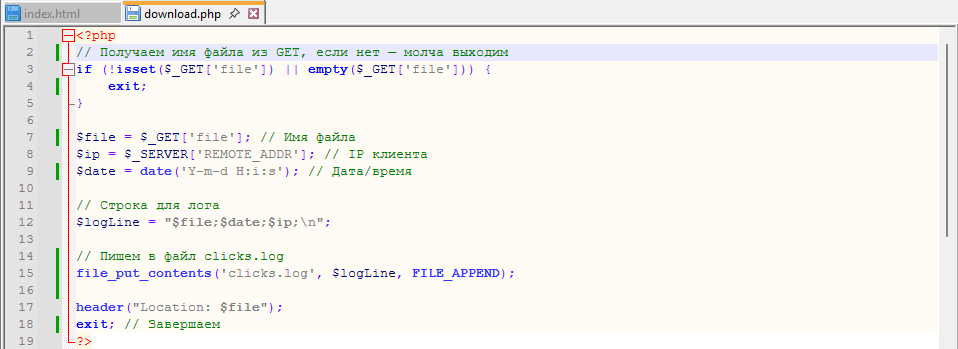 index.html download.php
1 <?php
2 // Получаем имя файла из GET, если нет — молча выходим
3 if (!isset($_GET['file']) || empty($_GET['file'])) {
4     exit;
5 }
6
7 $file = $_GET['file']; // Имя файла
8 $ip = $_SERVER['REMOTE_ADDR']; // IP клиента
9 $date = date('Y-m-d H:i:s'); // Дата/время
10
11 // Строка для лога
12 $logLine = "$file;$date;$ip;\n";
13
14 // Пишем в файл clicks.log
15 file_put_contents('clicks.log', $logLine, FILE_APPEND);
16
17 header("Location: $file");
18 exit; // Завершаем
19 ?>